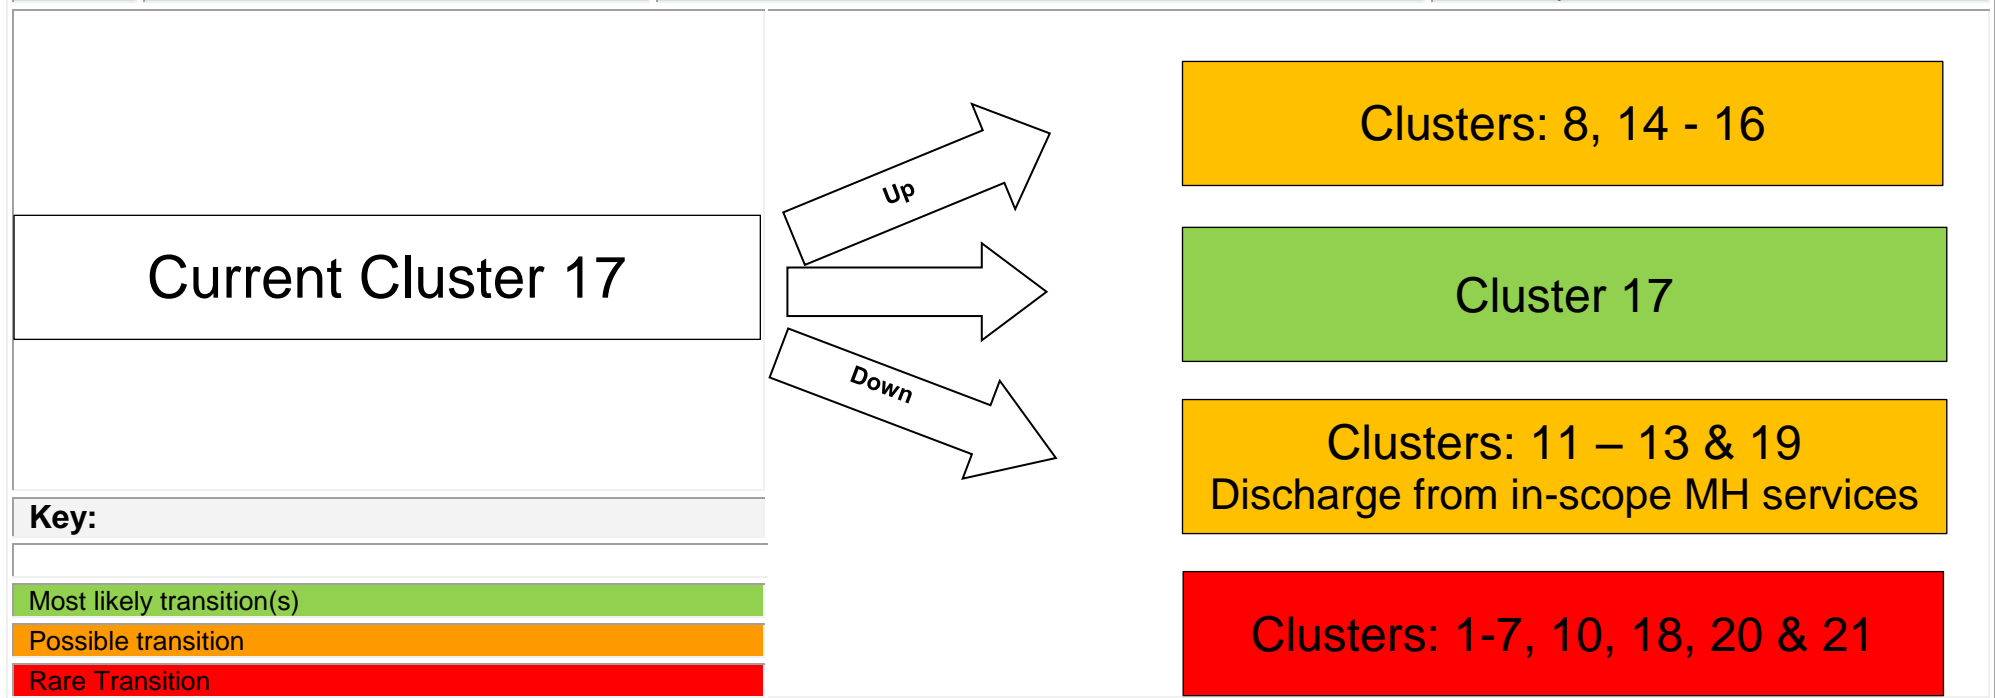 Current Cluster 17
Up
Down
Clusters: 8, 14 - 16
Cluster 17
Clusters: 11 – 13 & 19
Discharge from in-scope MH services
Clusters: 1-7, 10, 18, 20 & 21
Key:
Most likely transition(s)
Possible transition
Rare Transition